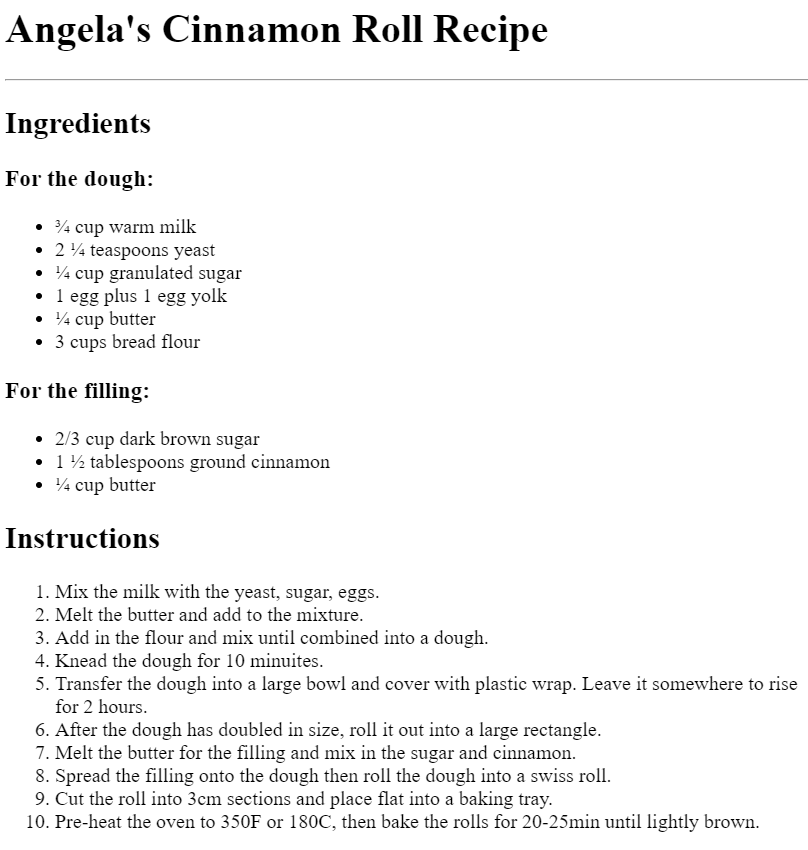 Angela's Cinnamon Roll Recipe
Ingredients
For the dough:
• ¾ cup warm milk
• 2 ¼ teaspoons yeast
• ¼ cup granulated sugar
• 1 egg plus 1 egg yolk
• ¼ cup butter
• 3 cups bread flour
For the filling:
• 2/3 cup dark brown sugar
• 1 ½ tablespoons ground cinnamon
• ¼ cup butter
Instructions
1. Mix the milk with the yeast, sugar, eggs.
2. Melt the butter and add to the mixture.
3. Add in the flour and mix until combined into a dough.
4. Knead the dough for 10 minuites.
5. Transfer the dough into a large bowl and cover with plastic wrap. Leave it somewhere to rise
for 2 hours.
6. After the dough has doubled in size, roll it out into a large rectangle.
7. Melt the butter for the filling and mix in the sugar and cinnamon.
8. Spread the filling onto the dough then roll the dough into a swiss roll.
9. Cut the roll into 3cm sections and place flat into a baking tray.
10. Pre-heat the oven to 350F or 180C, then bake the rolls for 20-25min until lightly brown.